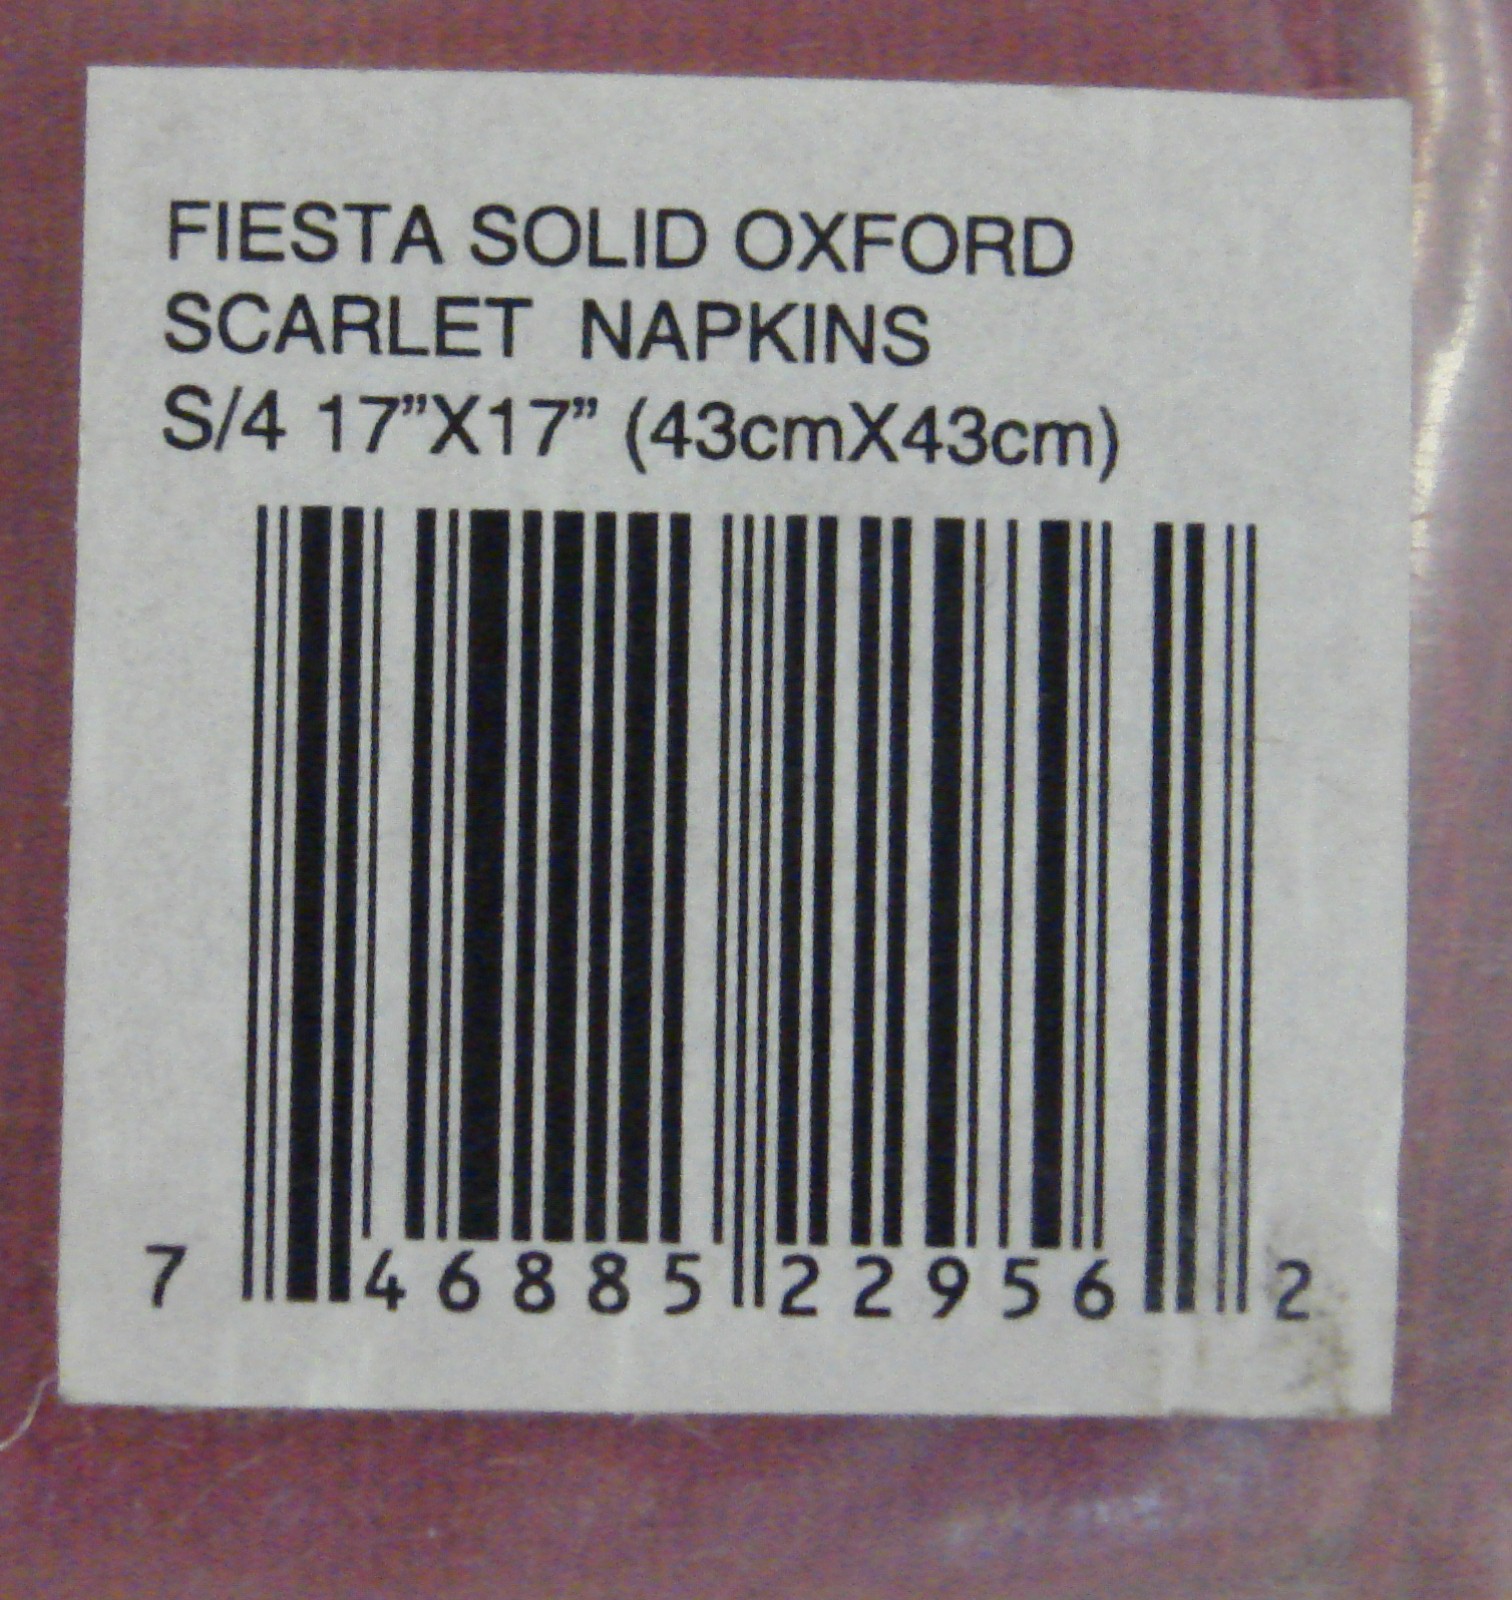 FIESTA SOLID OXFORD
SCARLET NAPKINS
S/4 17”X17” (43cmX43cm)
7 46885 22956 2